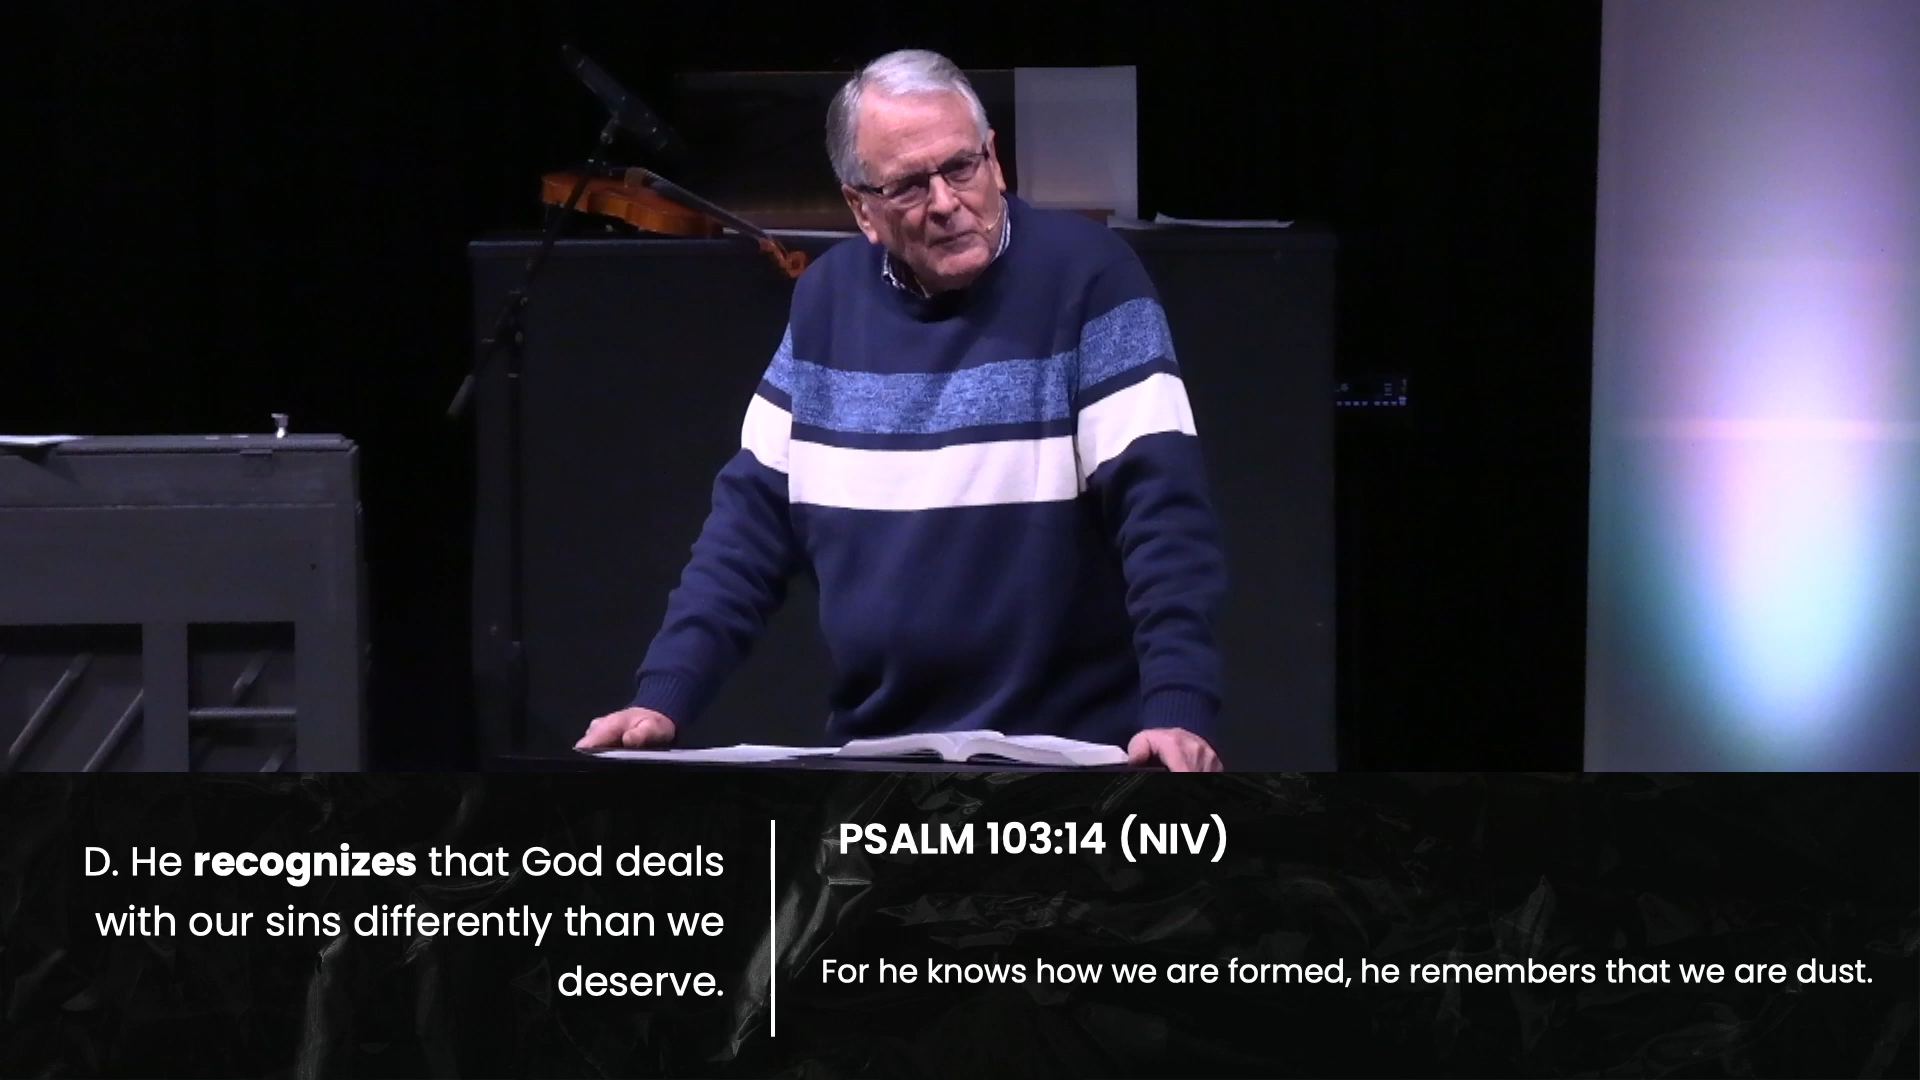 D. He recognizes that God deals
with our sins differently than we
deserve.
PSALM 103:14 (NIV)
For he knows how we are formed, he remembers that we are dust.